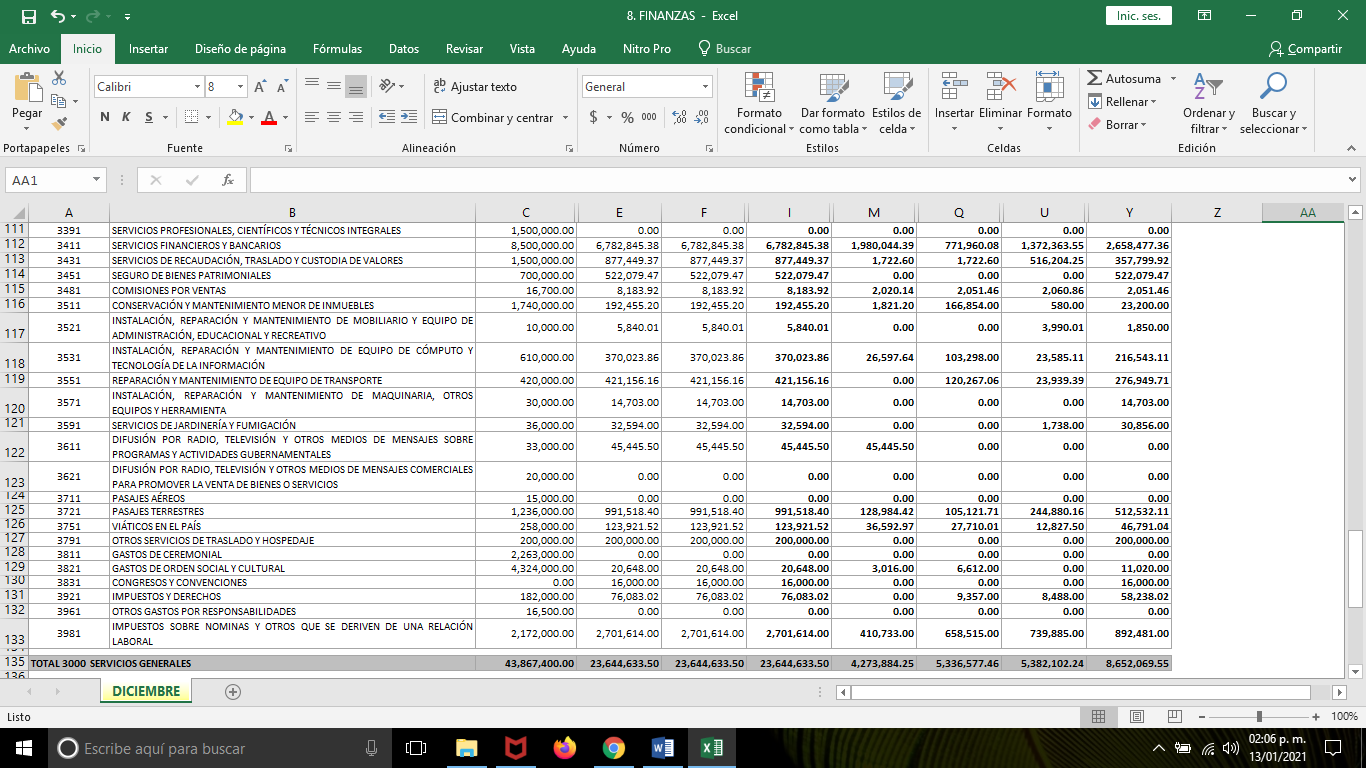 8. FINANZAS - Excel
Inic. ses.
Archivo Inicio Insertar Diseño de página Fórmulas Datos Revisar Vista Ayuda Nitro Pro Buscar Compartir
Pegar
Calibri 8
N K S
Ajustar texto
Combinar y centrar
General
$ % 000
Formato condicional
Dar formato como tabla
Estilos de celda
Insertar Eliminar Formato
Autosuma
Rellenar
Borrar
Ordenar y filtrar
Buscar y seleccionar
Portapapeles Fuente Alineación Número Estilos Celdas Edición
AA1 fx
A B C E F I M Q U Y Z AA
111 3391 SERVICIOS PROFESIONALES, CIENTÍFICOS Y TÉCNICOS INTEGRALES 1,500,000.00 0.00 0.00 0.00 0.00 0.00 0.00 0.00
112 3411 SERVICIOS FINANCIEROS Y BANCARIOS 8,500,000.00 6,782,845.38 6,782,845.38 6,782,845.38 1,980,044.39 771,960.08 1,372,363.55 2,658,477.36
113 3431 SERVICIOS DE RECAUDACIÓN, TRASLADO Y CUSTODIA DE VALORES 1,500,000.00 877,449.37 877,449.37 877,449.37 1,722.60 1,722.60 516,204.25 357,799.92
114 3451 SEGURO DE BIENES PATRIMONIALES 700,000.00 522,079.47 522,079.47 522,079.47 0.00 0.00 0.00 522,079.47
115 3481 COMISIONES POR VENTAS 16,700.00 8,183.92 8,183.92 8,183.92 2,020.14 2,051.46 2,060.86 2,051.46
116 3511 CONSERVACIÓN Y MANTENIMIENTO MENOR DE INMUEBLES 1,740,000.00 192,455.20 192,455.20 192,455.20 1,821.20 166,854.00 580.00 23,200.00
117 3521 INSTALACIÓN, REPARACIÓN Y MANTENIMIENTO DE MOBILIARIO Y EQUIPO DE
ADMINISTRACIÓN, EDUCACIONAL Y RECREATIVO 10,000.00 5,840.01 5,840.01 5,840.01 0.00 0.00 3,990.01 1,850.00
118 3531 INSTALACIÓN, REPARACIÓN Y MANTENIMIENTO DE EQUIPO DE CÓMPUTO Y
TECNOLOGÍA DE LA INFORMACIÓN 610,000.00 370,023.86 370,023.86 370,023.86 26,597.64 103,298.00 23,585.11 216,543.11
119 3551 REPARACIÓN Y MANTENIMIENTO DE EQUIPO DE TRANSPORTE 420,000.00 421,156.16 421,156.16 421,156.16 0.00 120,267.06 23,939.39 276,949.71
120 3571 INSTALACIÓN, REPARACIÓN Y MANTENIMIENTO DE MAQUINARIA, OTROS
EQUIPOS Y HERRAMIENTA 30,000.00 14,703.00 14,703.00 14,703.00 0.00 0.00 0.00 14,703.00
121 3591 SERVICIOS DE JARDINERÍA Y FUMIGACIÓN 36,000.00 32,594.00 32,594.00 32,594.00 0.00 0.00 1,738.00 30,856.00
122 3611 DIFUSIÓN POR RADIO, TELEVISIÓN Y OTROS MEDIOS DE MENSAJES SOBRE
PROGRAMAS Y ACTIVIDADES GUBERNAMENTALES 33,000.00 45,445.50 45,445.50 45,445.50 45,445.50 0.00 0.00 0.00
123 3621 DIFUSIÓN POR RADIO, TELEVISIÓN Y OTROS MEDIOS DE MENSAJES COMERCIALES
PARA PROMOVER LA VENTA DE BIENES O SERVICIOS 20,000.00 0.00 0.00 0.00 0.00 0.00 0.00 0.00
124 3711 PASAJES AÉREOS 15,000.00 0.00 0.00 0.00 0.00 0.00 0.00 0.00
125 3721 PASAJES TERRESTRES 1,236,000.00 991,518.40 991,518.40 991,518.40 128,984.42 105,121.71 244,880.16 512,532.11
126 3751 VIÁTICOS EN EL PAÍS 258,000.00 123,921.52 123,921.52 123,921.52 36,592.97 27,710.01 12,827.50 46,791.04
127 3791 OTROS SERVICIOS DE TRASLADO Y HOSPEDAJE 200,000.00 200,000.00 200,000.00 200,000.00 0.00 0.00 0.00 200,000.00
128 3811 GASTOS DE CEREMONIAL 2,263,000.00 0.00 0.00 0.00 0.00 0.00 0.00 0.00
129 3821 GASTOS DE ORDEN SOCIAL Y CULTURAL 4,324,000.00 20,648.00 20,648.00 20,648.00 3,016.00 6,612.00 0.00 11,020.00
130 3831 CONGRESOS Y CONVENCIONES 0.00 16,000.00 16,000.00 16,000.00 0.00 0.00 0.00 16,000.00
131 3921 IMPUESTOS Y DERECHOS 182,000.00 76,083.02 76,083.02 76,083.02 0.00 9,357.00 8,488.00 58,238.02
132 3961 OTROS GASTOS POR RESPONSABILIDADES 16,500.00 0.00 0.00 0.00 0.00 0.00 0.00 0.00
133 3981 IMPUESTOS SOBRE NOMINAS Y OTROS QUE SE DERIVEN DE UNA RELACIÓN
LABORAL 2,172,000.00 2,701,614.00 2,701,614.00 2,701,614.00 410,733.00 658,515.00 739,885.00 892,481.00
135 TOTAL 3000 SERVICIOS GENERALES 43,867,400.00 23,644,633.50 23,644,633.50 23,644,633.50 4,273,884.25 5,336,577.46 5,382,102.24 8,652,069.55
136
DICIEMBRE
Listo 100%
Escribe aquí para buscar
02:06 p. m.
13/01/2021